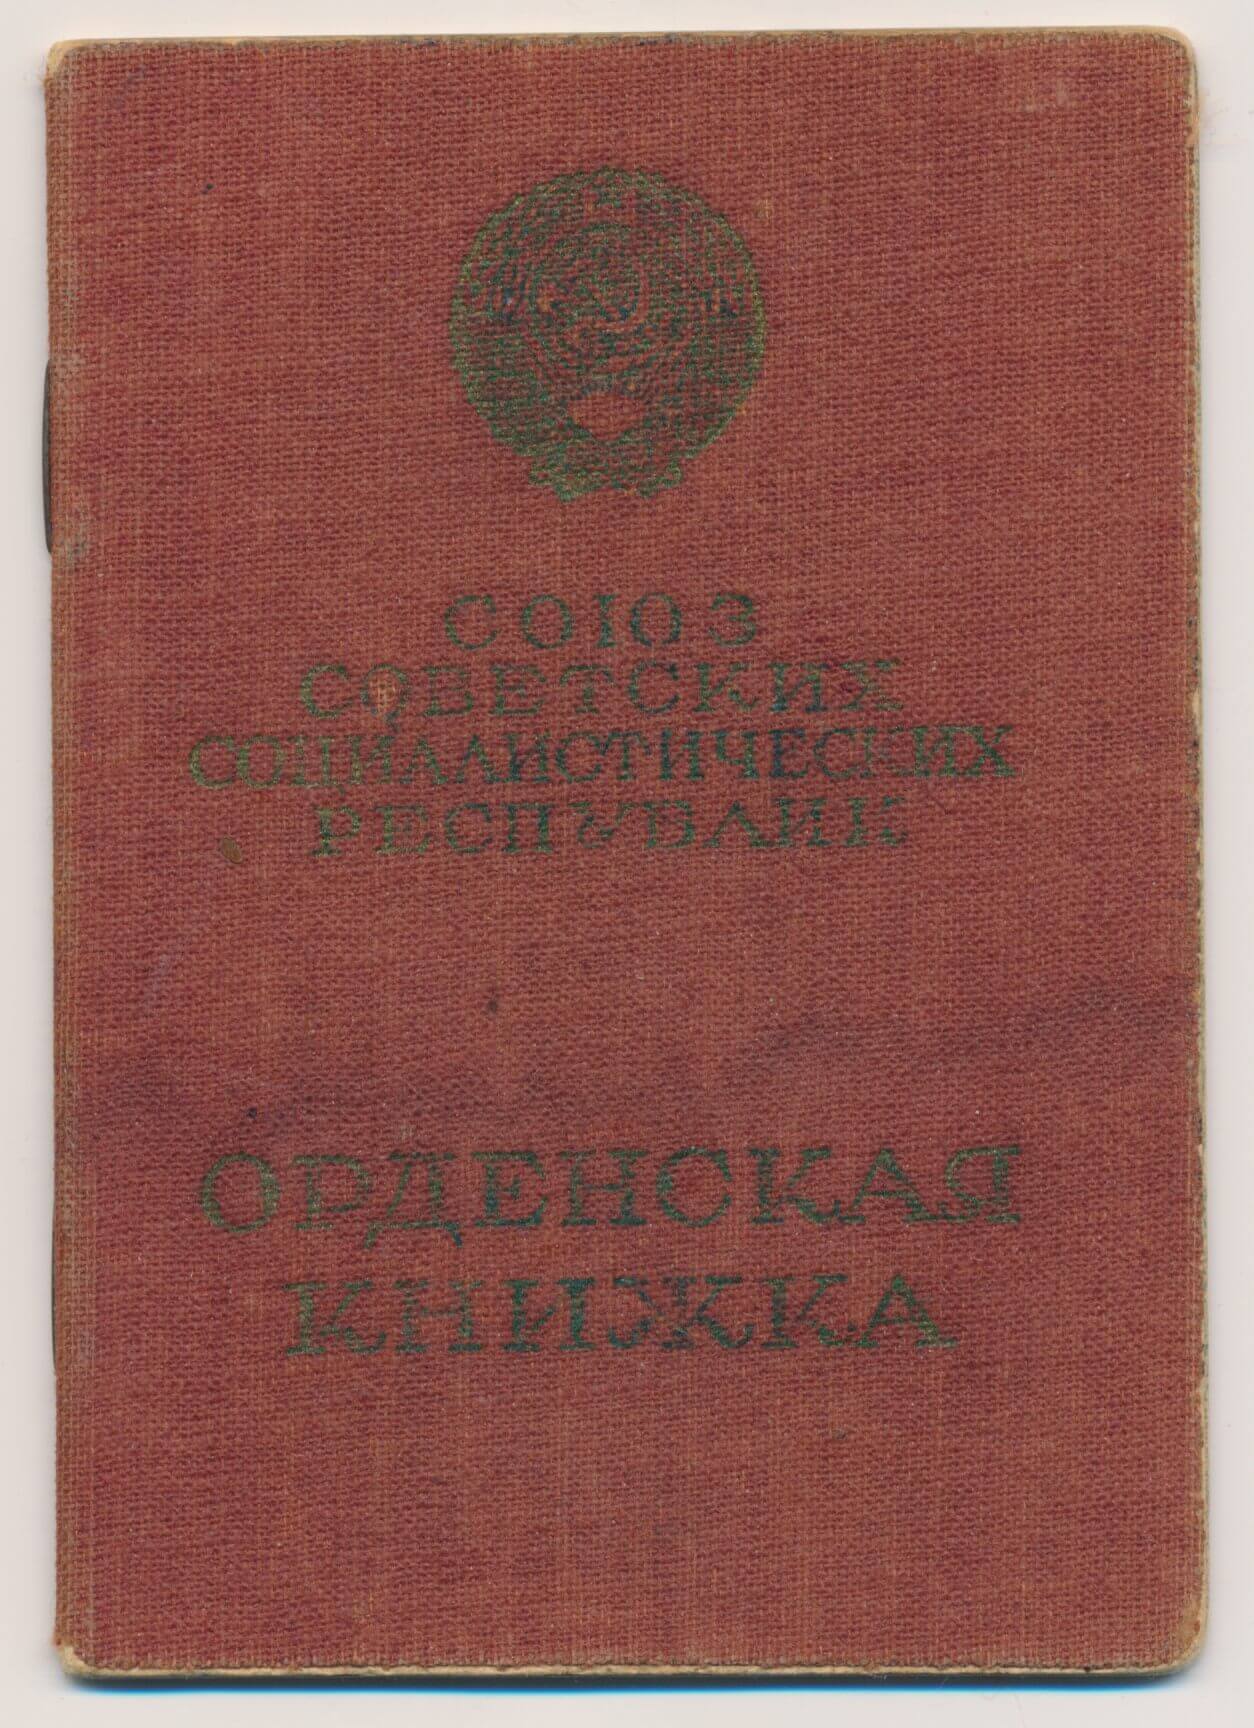 СОЮЗ
СОВЕТСКИХ
СОЦИАЛИСТИЧЕСКИХ
РЕСПУБЛИК
ОРДЕНСКАЯ
КНИЖКА